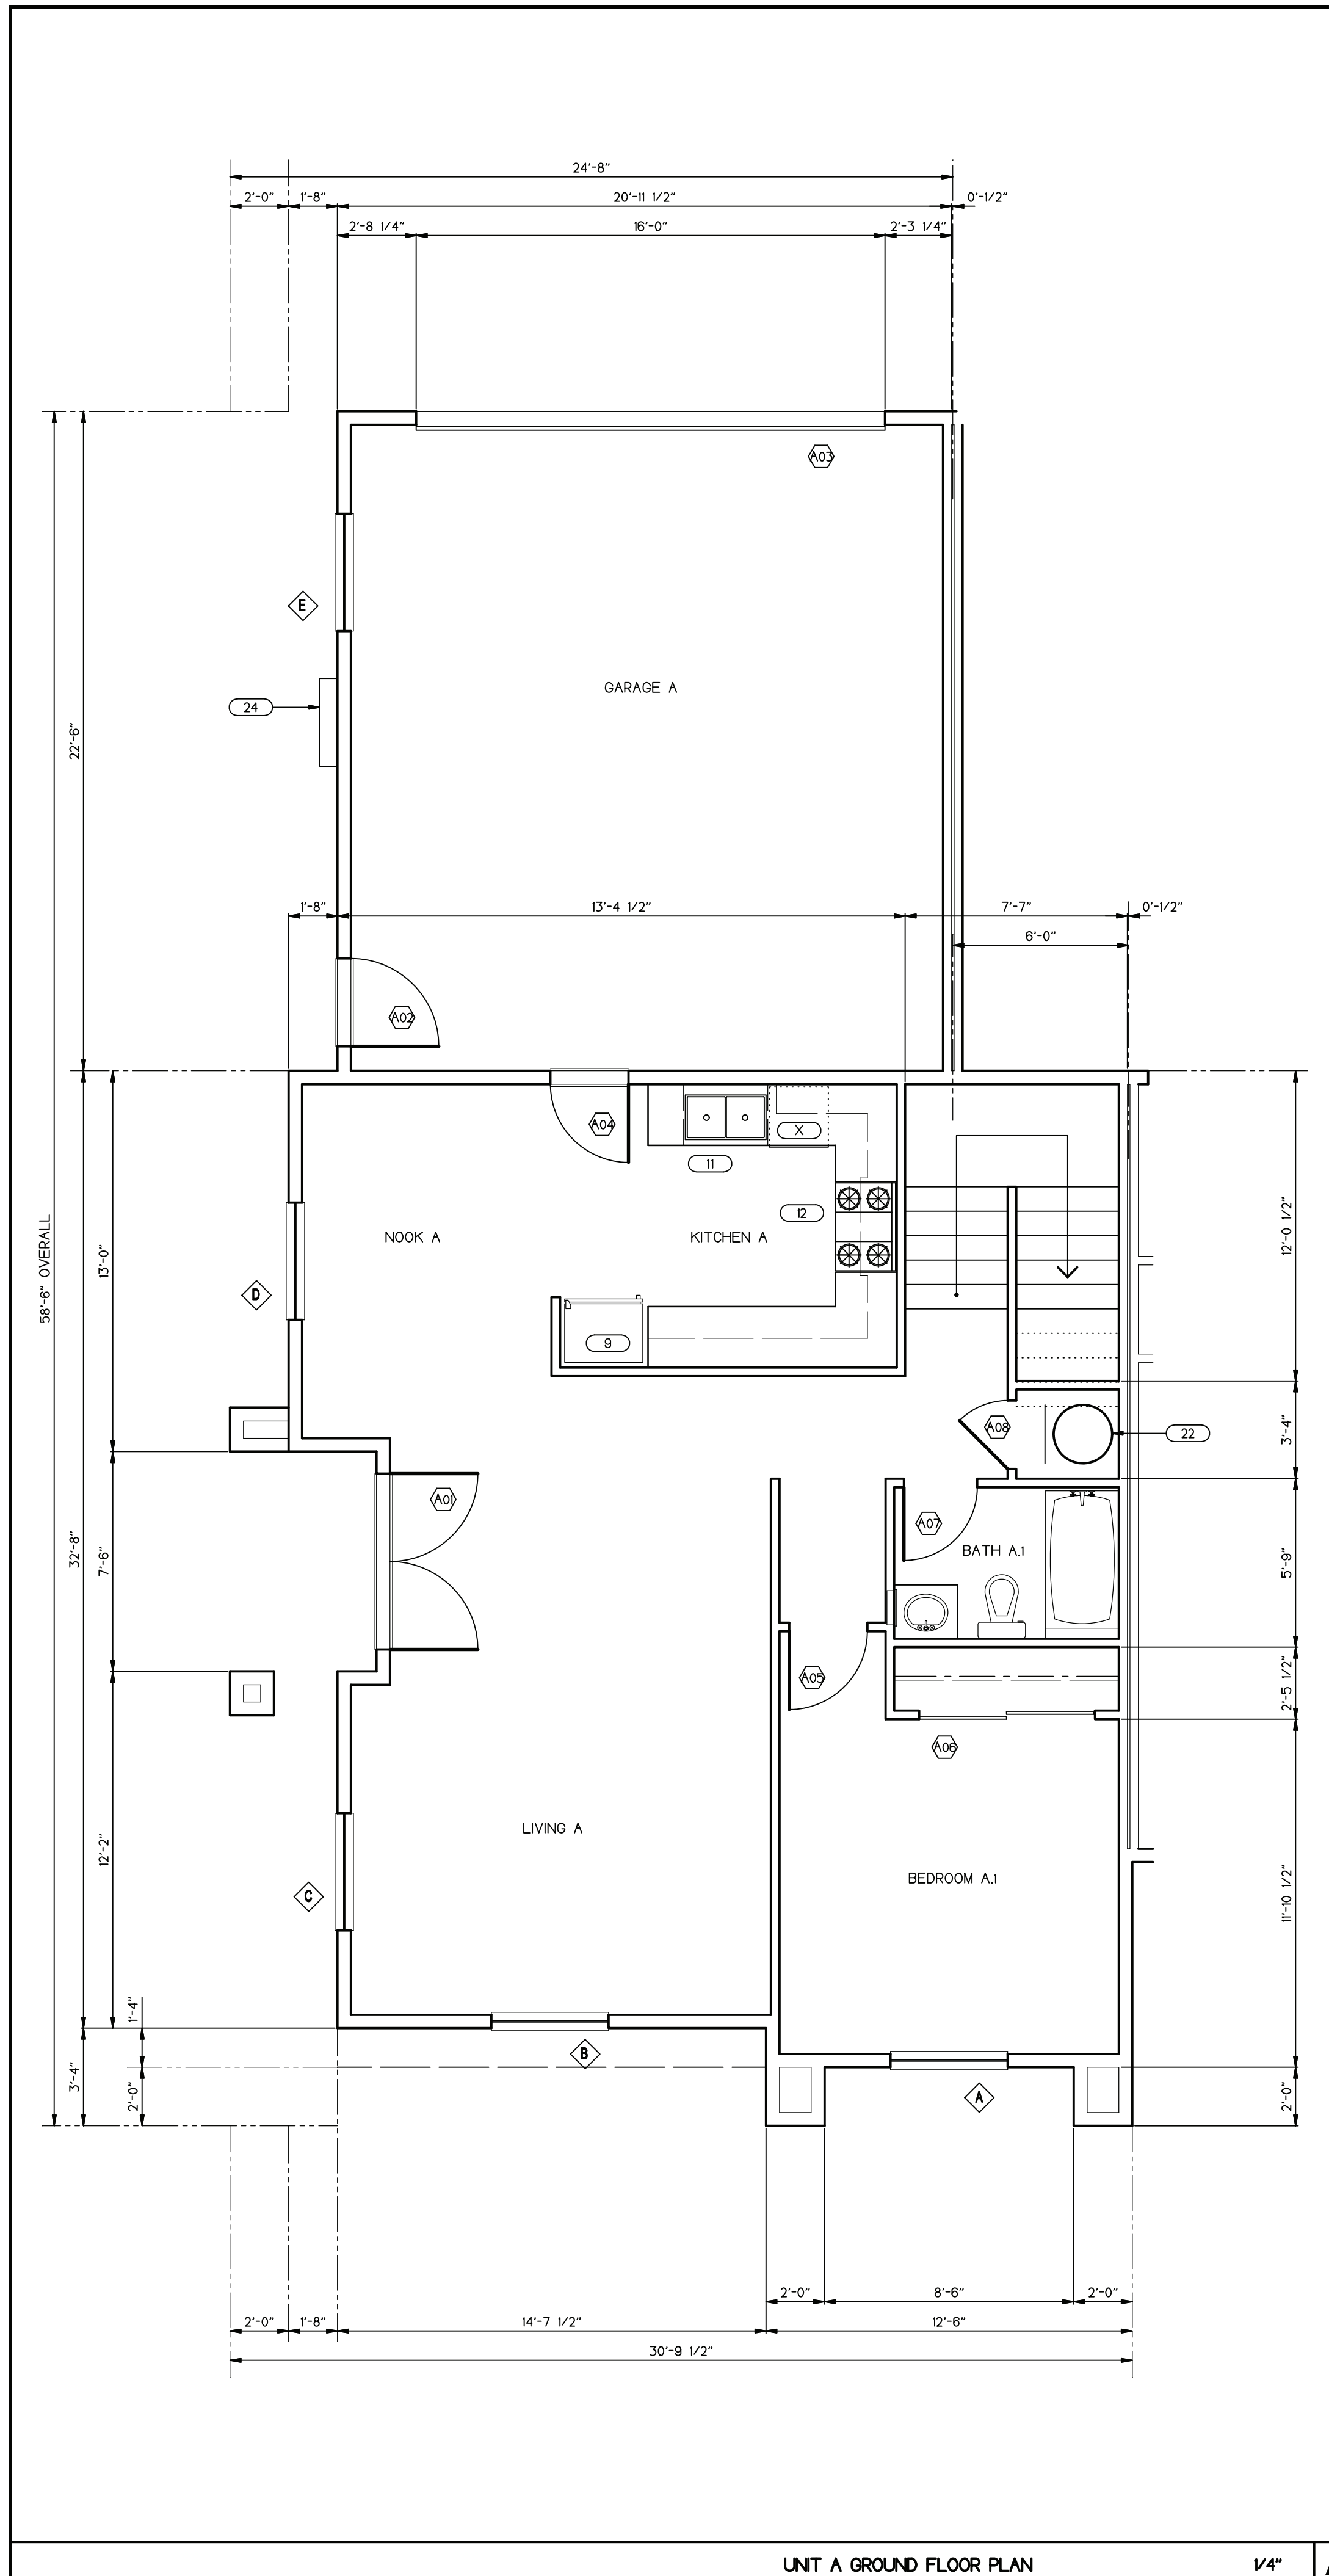 24'-8"
2'-0" 1'-8" 20'-11 1/2" 0'-1/2"
2'-8 1/4" 16'-0" 2'-3 1/4"
A03
E
GARAGE A
24
22'-6"
1'-8" 13'-4 1/2" 7'-7" 0'-1/2"
6'-0"
A02
A04
X
11
12
NOOK A KITCHEN A
12'-0 1/2"
13'-0"
58'-6" OVERALL
D
9
A08
22
3'-4"
A01
A07
BATH A.1
32'-8"
7'-6"
5'-9"
A05
2'-5 1/2"
A06
LIVING A
12'-2"
BEDROOM A.1
C
11'-10 1/2"
1'-4"
B
3'-4"
2'-0"
A
2'-0"
2'-0" 8'-6" 2'-0"
2'-0" 1'-8" 14'-7 1/2" 12'-6"
30'-9 1/2"
UNIT A GROUND FLOOR PLAN 1/4"